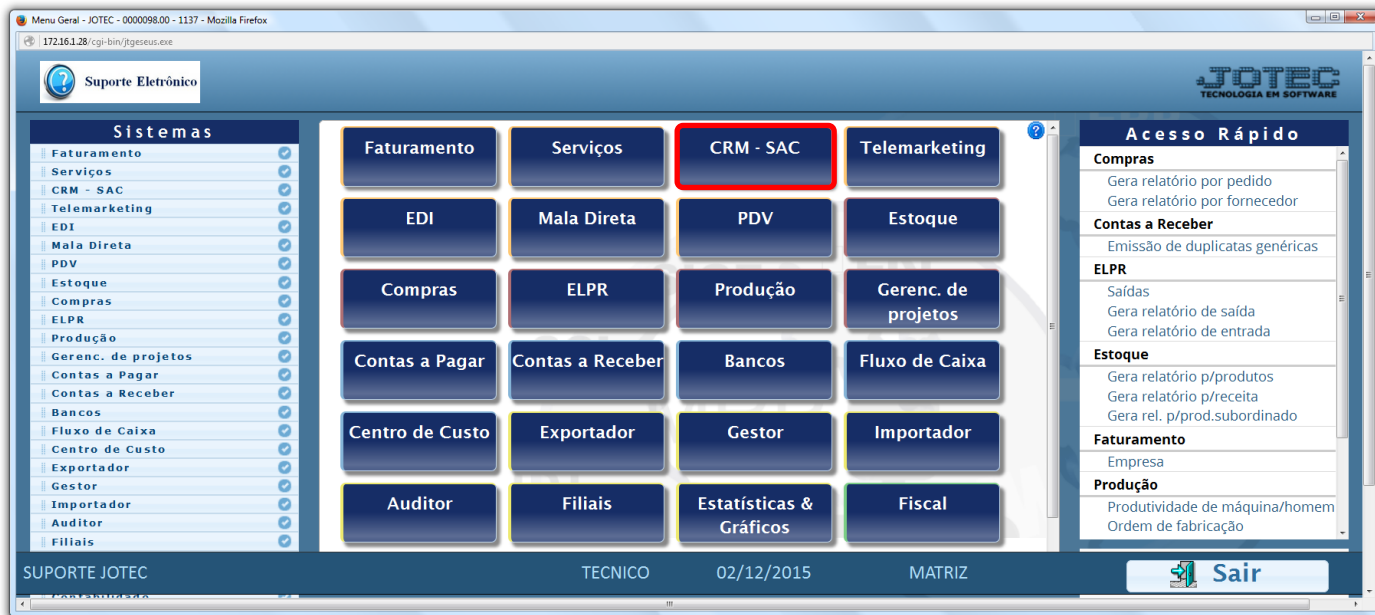 Menu Geral - JOTEC - 0000098.00 - 1137 - Mozilla Firefox
172.16.1.28/cgi-bin/jtgeseus.exe
Suporte Eletrônico
JOTEC
TECNOLOGIA EM SOFTWARE
Sistemas
Faturamento
Serviços
CRM - SAC
Telemarketing
EDI
Mala Direta
PDV
Estoque
Compras
ELPR
Produção
Gerenc. de projetos
Contas a Pagar
Contas a Receber
Bancos
Fluxo de Caixa
Centro de Custo
Exportador
Gestor
Importador
Auditor
Filiais
Contabilidade
Faturamento
Serviços
CRM - SAC
Telemarketing
EDI
Mala Direta
PDV
Estoque
Compras
ELPR
Produção
Gerenc. de
projetos
Contas a Pagar
Contas a Receber
Bancos
Fluxo de Caixa
Centro de Custo
Exportador
Gestor
Importador
Auditor
Filiais
Estatísticas &
Gráficos
Fiscal
Acesso Rápido
Compras
Gera relatório por pedido
Gera relatório por fornecedor
Contas a Receber
Emissão de duplicatas genéricas
ELPR
Saídas
Gera relatório de saída
Gera relatório de entrada
Estoque
Gera relatório p/produtos
Gera relatório p/receita
Gera rel. p/prod.subordinado
Faturamento
Empresa
Produção
Produtividade de máquina/homem
Ordem de fabricação
SUPORTE JOTEC
TECNICO
02/12/2015
MATRIZ
Sair